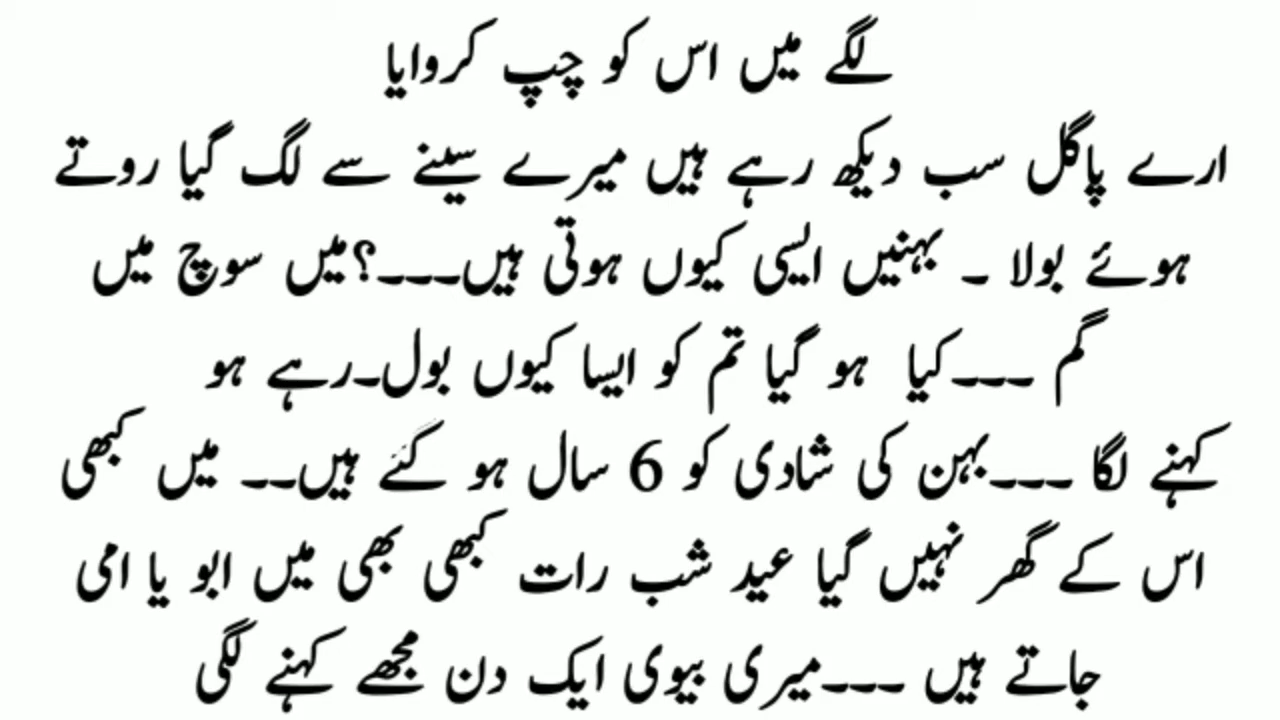 لگے میں اس کو چپ کروایا
ارے پاگل سب دیکھ رہے ہیں میرے سینے سے لگ گیا روتے
ہوئے بولا ۔ بہنیں ایسی کیوں ہوتی ہیں۔۔۔؟میں سوچ میں
گم ۔۔۔کیا ہو گیا تم کو ایسا کیوں بول۔رہے ہو
کہنے لگا ۔۔۔بہن کی شادی کو 6 سال ہو گئے ہیں۔۔ میں کبھی
اس کے گھر نہیں گیا عید شب رات کبھی بھی میں ابو یا امی
جاتے ہیں ۔۔۔میری بیوی ایک دن مجھے کہنے لگی